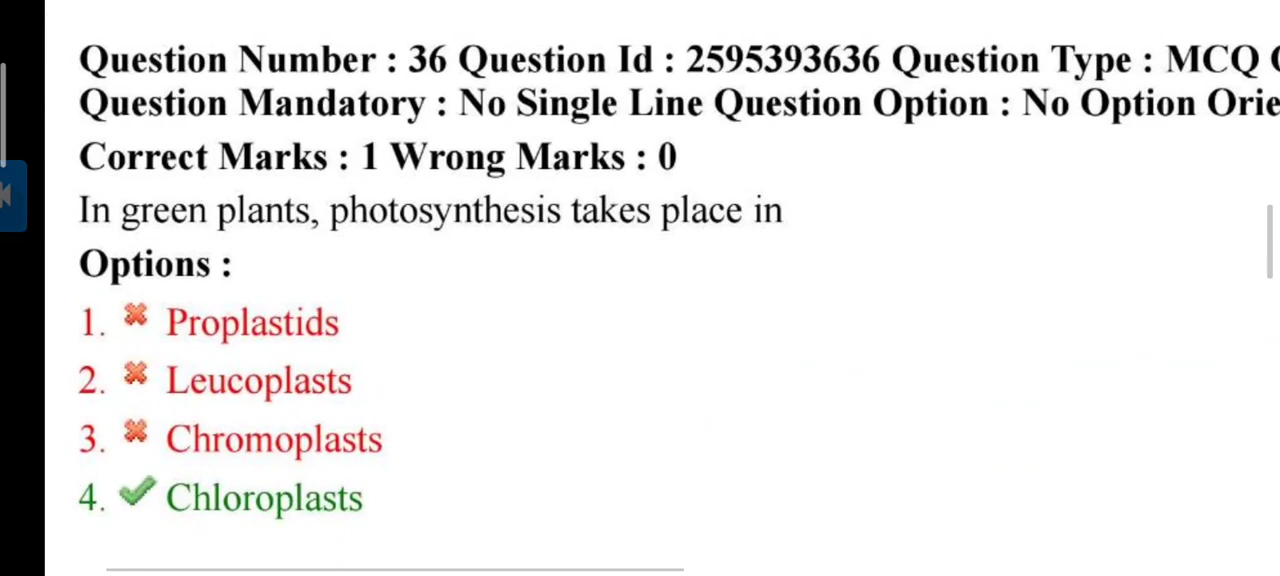 Question Number : 36 Question Id : 2595393636 Question Type : MCQ
Question Mandatory : No Single Line Question Option : No Option
Correct Marks : 1 Wrong Marks : 0
In green plants, photosynthesis takes place in
Options :
1. Proplastids
2. Leucoplasts
3. Chromoplasts
4. Chloroplasts